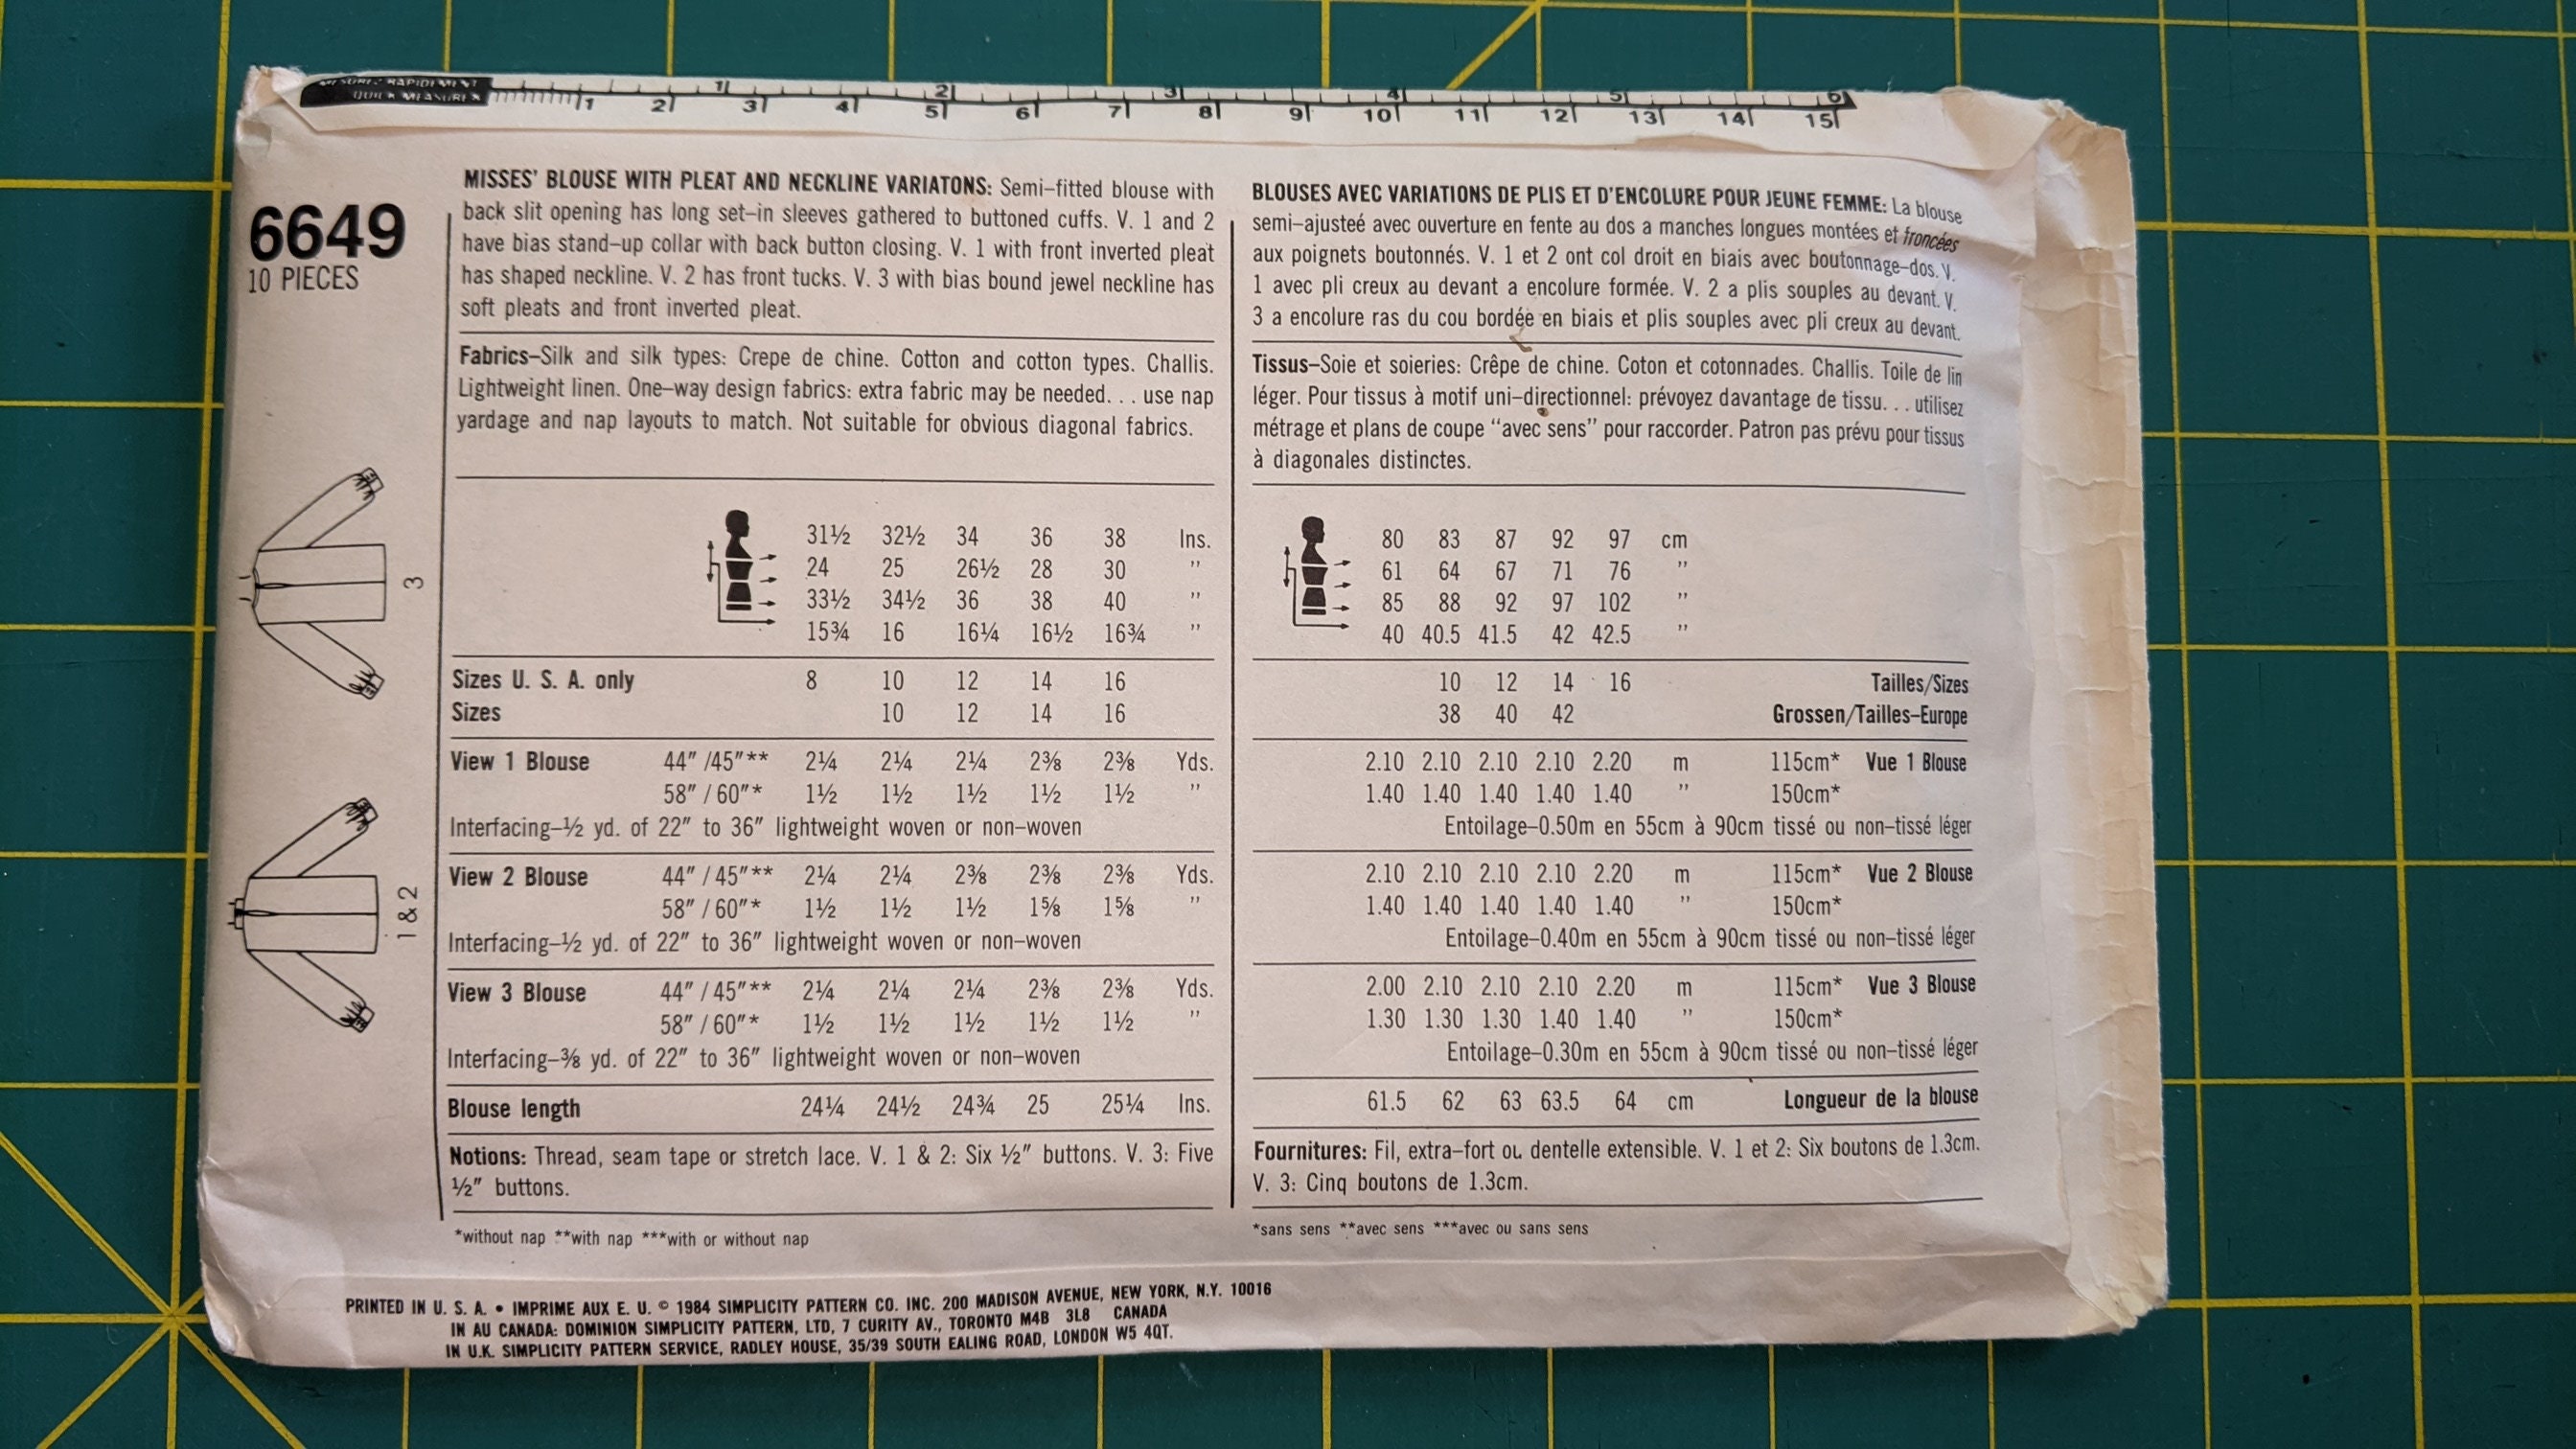 MESUREZ RAPIDEMENT
QUICK MEASUREX
1 2 3 4 5 6
1 2 3 4 5 6 7 8 9 10 11 12 13 14 15
6649
10 PIECES
3
1 & 2
MISSES' BLOUSE WITH PLEAT AND NECKLINE VARIATONS: Semi-fitted blouse with
back slit opening has long set-in sleeves gathered to buttoned cuffs. V. 1 and 2
have bias stand-up collar with back button closing. V. 1 with front inverted pleat
has shaped neckline. V. 2 has front tucks. V. 3 with bias bound jewel neckline has
soft pleats and front inverted pleat.
Fabrics–Silk and silk types: Crepe de chine. Cotton and cotton types. Challis.
Lightweight linen. One-way design fabrics: extra fabric may be needed. . . use nap
yardage and nap layouts to match. Not suitable for obvious diagonal fabrics.
31½ 32½ 34 36 38 Ins.
24 25 26½ 28 30 "
33½ 34½ 36 38 40 "
15¾ 16 16¼ 16½ 16¾ "
Sizes U. S. A. only 8 10 12 14 16
Sizes 10 12 14 16
View 1 Blouse 44" /45"** 2¼ 2¼ 2¼ 2⅜ 2⅜ Yds.
58" / 60"* 1½ 1½ 1½ 1½ 1½ "
Interfacing–½ yd. of 22" to 36" lightweight woven or non-woven
View 2 Blouse 44" / 45"** 2¼ 2¼ 2⅜ 2⅜ 2⅜ Yds.
58" / 60"* 1½ 1½ 1½ 1⅝ 1⅝ "
Interfacing–½ yd. of 22" to 36" lightweight woven or non-woven
View 3 Blouse 44" / 45"** 2¼ 2¼ 2¼ 2⅜ 2⅜ Yds.
58" / 60"* 1½ 1½ 1½ 1½ 1½ "
Interfacing–⅜ yd. of 22" to 36" lightweight woven or non-woven
Blouse length 24¼ 24½ 24¾ 25 25¼ Ins.
Notions: Thread, seam tape or stretch lace. V. 1 & 2: Six ½" buttons. V. 3: Five
½" buttons.
*without nap **with nap ***with or without nap
BLOUSES AVEC VARIATIONS DE PLIS ET D'ENCOLURE POUR JEUNE FEMME: La blouse
semi-ajusteé avec ouverture en fente au dos a manches longues montées et froncées
aux poignets boutonnés. V. 1 et 2 ont col droit en biais avec boutonnage-dos. V.
1 avec pli creux au devant a encolure formée. V. 2 a plis souples au devant. V.
3 a encolure ras du cou bordée en biais et plis souples avec pli creux au devant.
Tissus–Soie et soieries: Crêpe de chine. Coton et cotonnades. Challis. Toile de lin
léger. Pour tissus à motif uni-directionnel: prévoyez davantage de tissu. . . utilisez
métrage et plans de coupe "avec sens" pour raccorder. Patron pas prévu pour tissus
à diagonales distinctes.
80 83 87 92 97 cm
61 64 67 71 76 "
85 88 92 97 102 "
40 40.5 41.5 42 42.5 "
10 12 14 16 Tailles/Sizes
38 40 42 Grossen/Tailles-Europe
2.10 2.10 2.10 2.10 2.20 m 115cm* Vue 1 Blouse
1.40 1.40 1.40 1.40 1.40 " 150cm*
Entoilage-0.50m en 55cm à 90cm tissé ou non-tissé léger
2.10 2.10 2.10 2.10 2.20 m 115cm* Vue 2 Blouse
1.40 1.40 1.40 1.40 1.40 " 150cm*
Entoilage-0.40m en 55cm à 90cm tissé ou non-tissé léger
2.00 2.10 2.10 2.10 2.20 m 115cm* Vue 3 Blouse
1.30 1.30 1.30 1.40 1.40 " 150cm*
Entoilage-0.30m en 55cm à 90cm tissé ou non-tissé léger
61.5 62 63 63.5 64 cm Longueur de la blouse
Fournitures: Fil, extra-fort ou dentelle extensible. V. 1 et 2: Six boutons de 1.3cm.
V. 3: Cinq boutons de 1.3cm.
*sans sens **avec sens ***avec ou sans sens
PRINTED IN U. S. A. • IMPRIME AUX E. U. © 1984 SIMPLICITY PATTERN CO. INC. 200 MADISON AVENUE, NEW YORK, N.Y. 10016
IN AU CANADA: DOMINION SIMPLICITY PATTERN, LTD, 7 CURITY AV., TORONTO M4B 3L8 CANADA
IN U.K. SIMPLICITY PATTERN SERVICE, RADLEY HOUSE, 35/39 SOUTH EALING ROAD, LONDON W5 4QT.